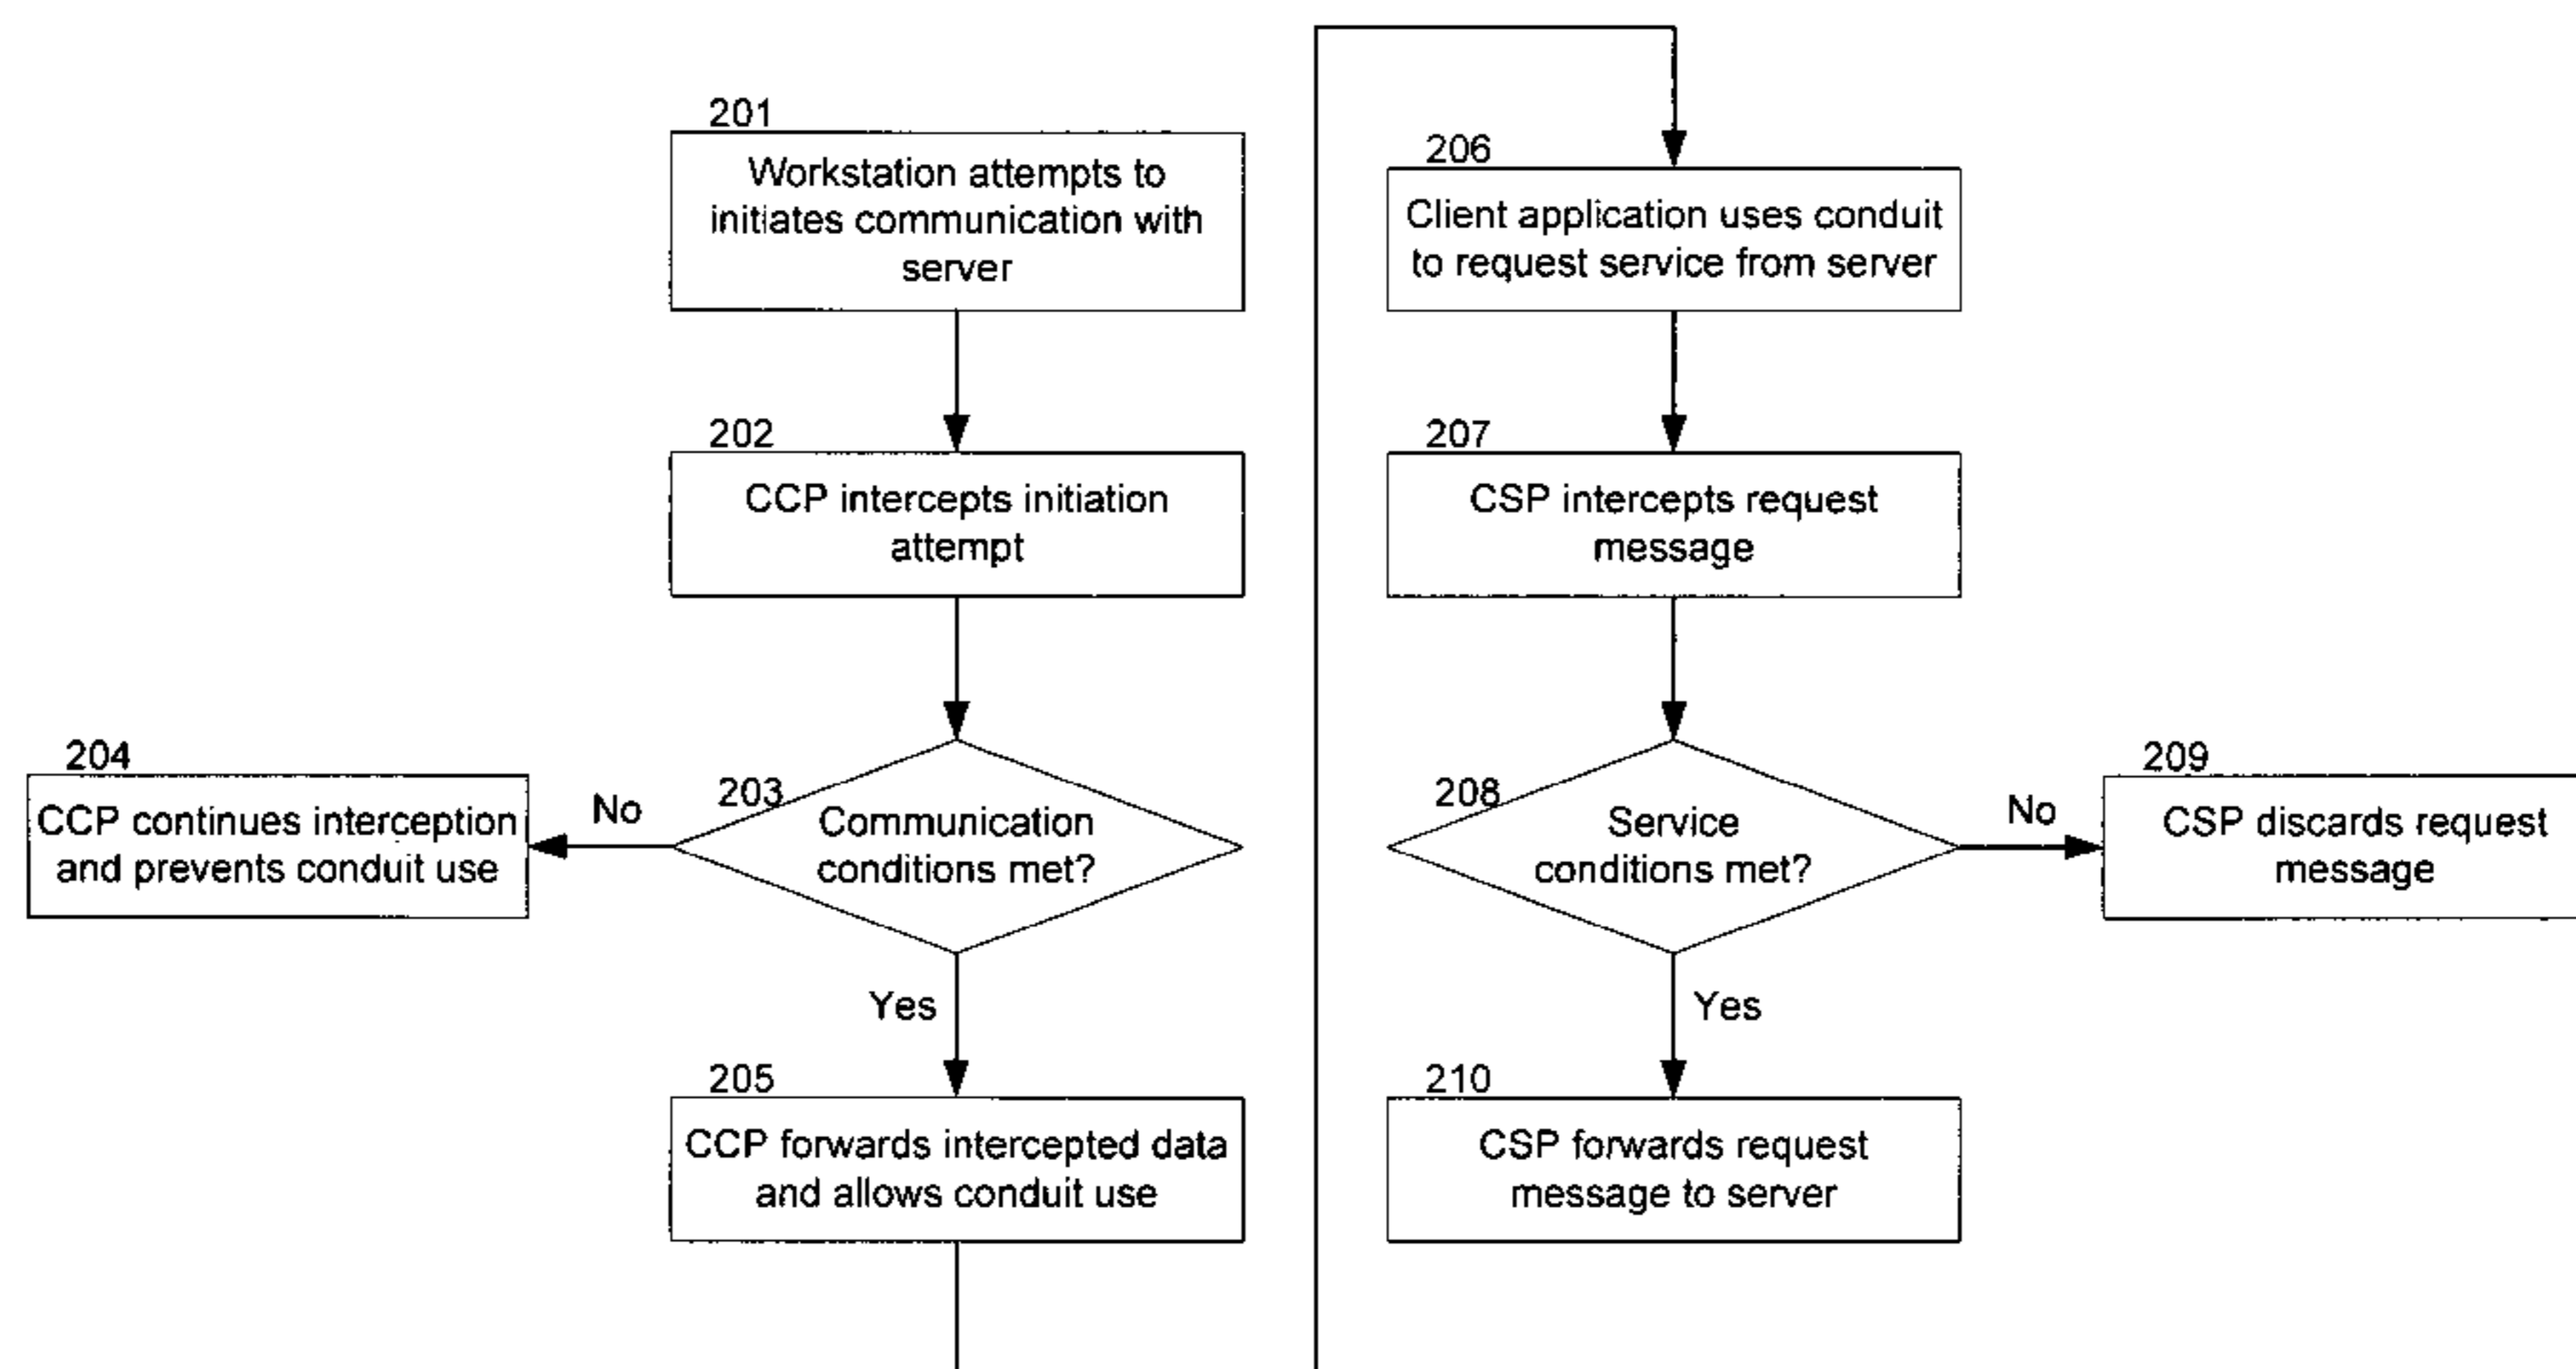 201
Workstation attempts to
initiates communication with
server
202
CCP intercepts initiation
attempt
203
Communication
conditions met?
No
204
CCP continues interception
and prevents conduit use
Yes
205
CCP forwards intercepted data
and allows conduit use
206
Client application uses conduit
to request service from server
207
CSP intercepts request
message
208
Service
conditions met?
No
209
CSP discards request
message
Yes
210
CSP forwards request
message to server